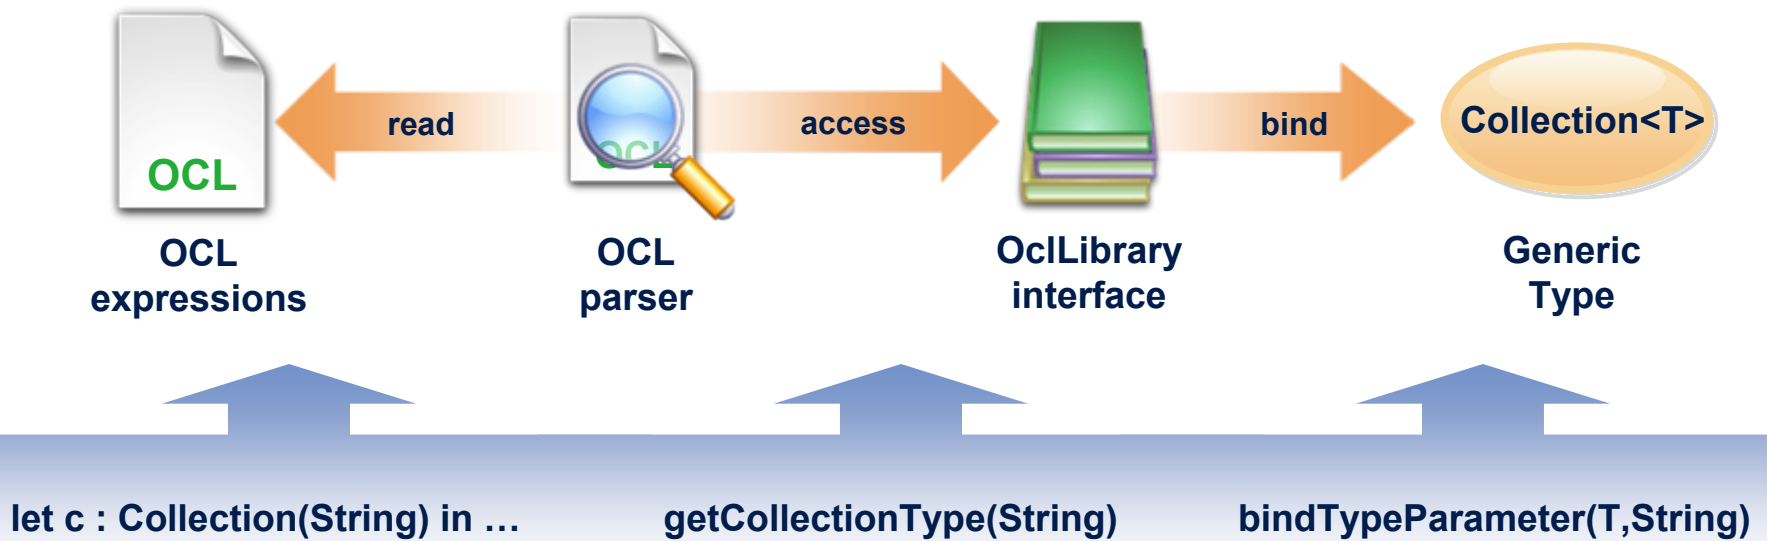 OCL
read
OCL
access
bind
Collection<T>
OCL
expressions
OCL
parser
OclLibrary
interface
Generic
Type
let c : Collection(String) in …
getCollectionType(String)
bindTypeParameter(T,String)